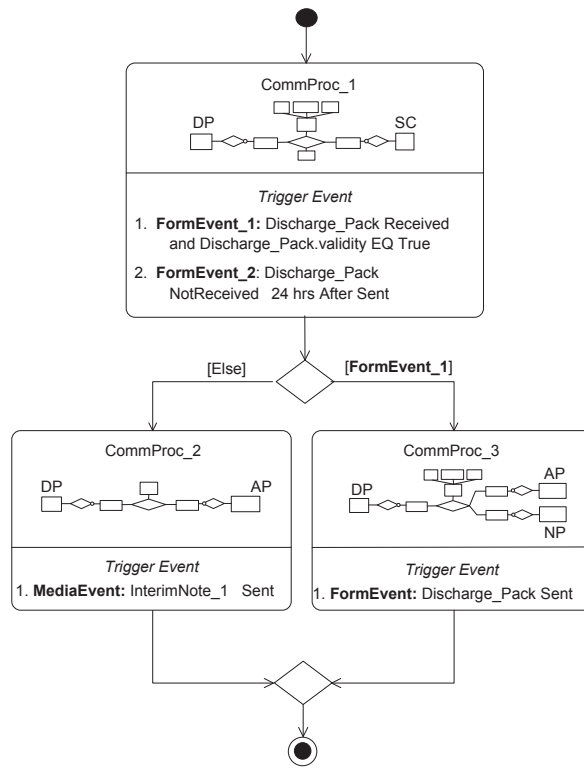 CommProc_1
DP SC
Trigger Event
1. FormEvent_1: Discharge_Pack Received
and Discharge_Pack.validity EQ True
2. FormEvent_2: Discharge_Pack
NotReceived 24 hrs After Sent
[Else] [FormEvent_1]
CommProc_2
DP AP
Trigger Event
1. MediaEvent: InterimNote_1 Sent
CommProc_3
DP AP
NP
Trigger Event
1. FormEvent: Discharge_Pack Sent